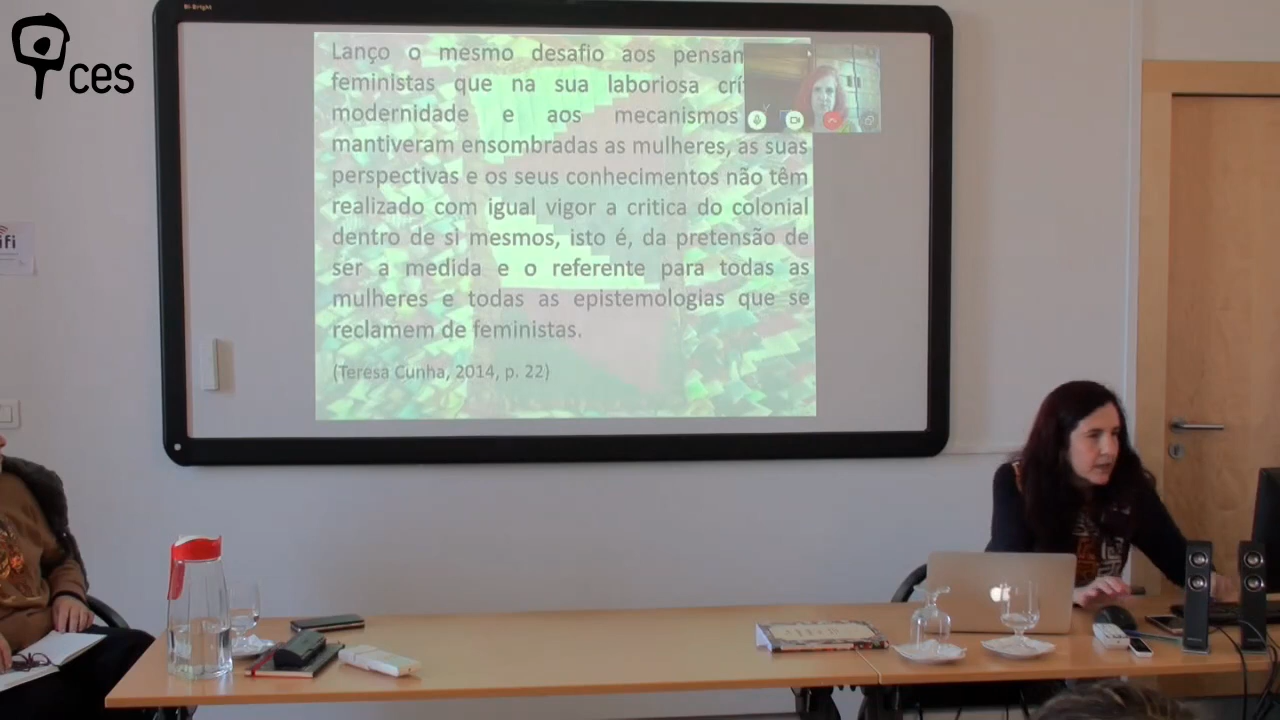 Bi-Bright
ces
Lanço o mesmo desafio aos
feministas que na sua laboriosa
modernidade e aos mecanismos
mantiveram ensombradas as mulheres, as suas
perspectivas e os seus conhecimentos não têm
realizado com igual vigor a critica do colonial
dentro de si mesmos, isto é, da pretensão de
ser a medida e o referente para todas as
mulheres e todas as epistemologias que se
reclamem de feministas.
(Teresa Cunha, 2014, p. 22)